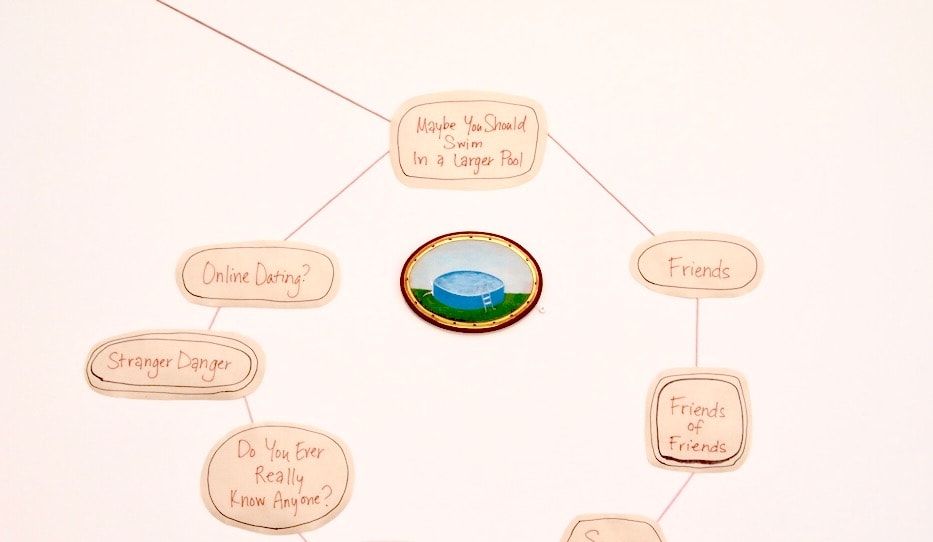 Maybe You Should
Swim
In a Larger Pool
Online Dating?
Friends
Stranger Danger
Friends
of
Friends
Do You Ever
Really
Know Anyone?